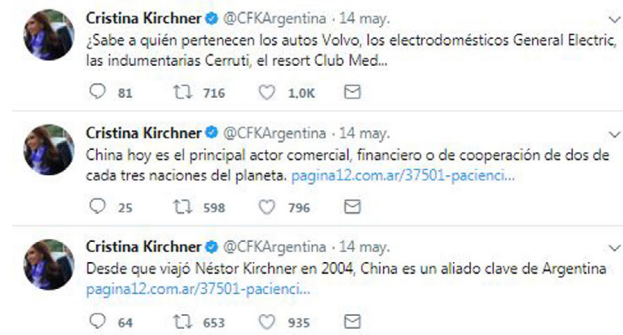 Cristina Kirchner @CFKArgentina · 14 may.
¿Sabe a quién pertenecen los autos Volvo, los electrodomésticos General Electric,
las indumentarias Cerruti, el resort Club Med...
81 716 1,0K
Cristina Kirchner @CFKArgentina · 14 may.
China hoy es el principal actor comercial, financiero o de cooperación de dos de
cada tres naciones del planeta. pagina12.com.ar/37501-pacienci...
25 598 796
Cristina Kirchner @CFKArgentina · 14 may.
Desde que viajó Néstor Kirchner en 2004, China es un aliado clave de Argentina
pagina12.com.ar/37501-pacienci...
64 653 935